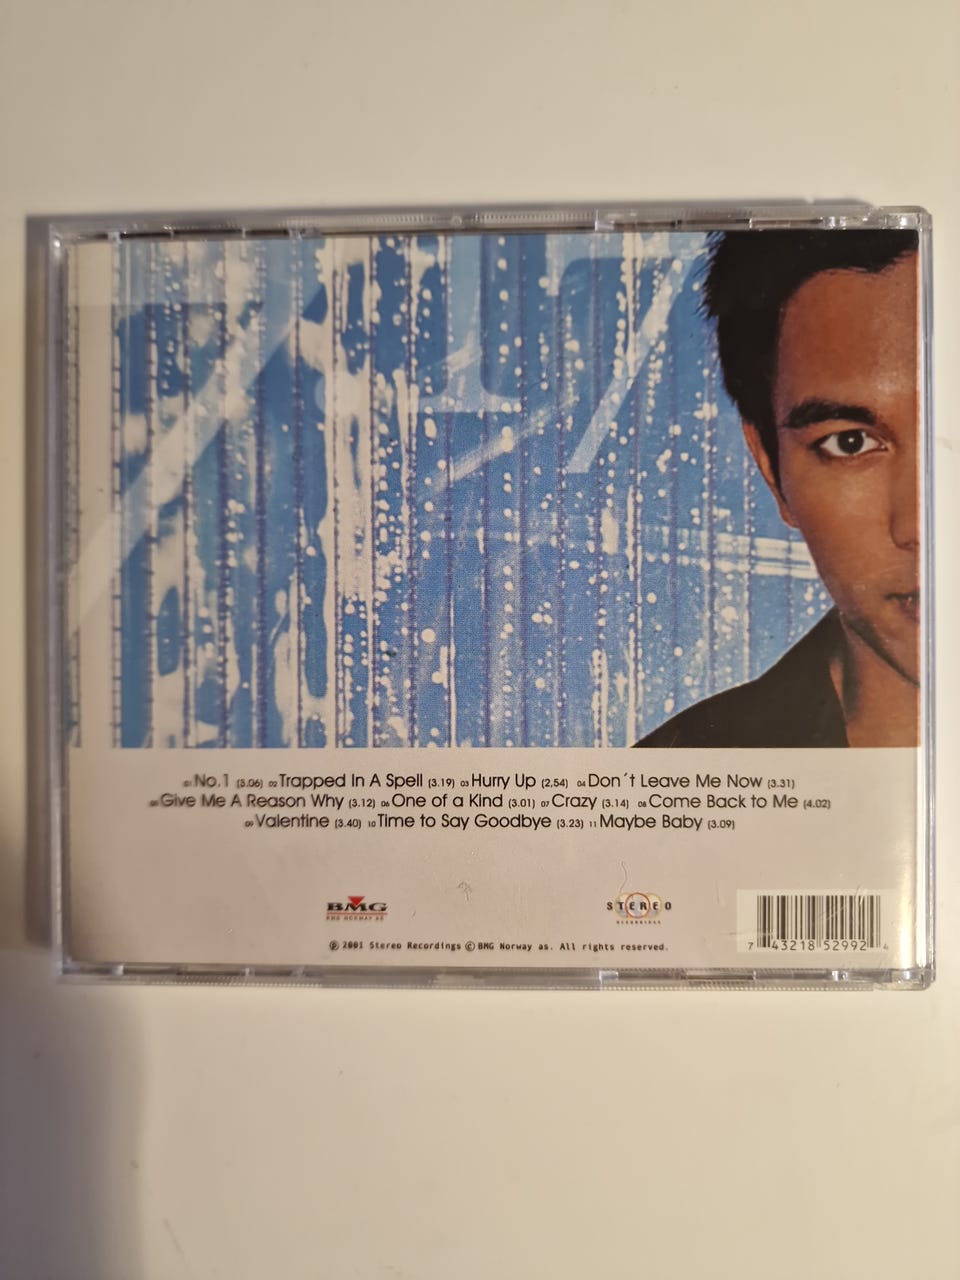 01 No.1 (3.06) 02 Trapped In A Spell (3.19) 03 Hurry Up (2.54) 04 Don´t Leave Me Now (3.31)
05 Give Me A Reason Why (3.12) 06 One of a Kind (3.01) 07 Crazy (3.14) 08 Come Back to Me (4.02)
09 Valentine (3.40) 10 Time to Say Goodbye (3.23) 11 Maybe Baby (3.09)
BMG
BMG NORWAY AS
STEREO
RECORDINGS
℗ 2001 Stereo Recordings © BMG Norway as. All rights reserved.
7 43218 52992 4